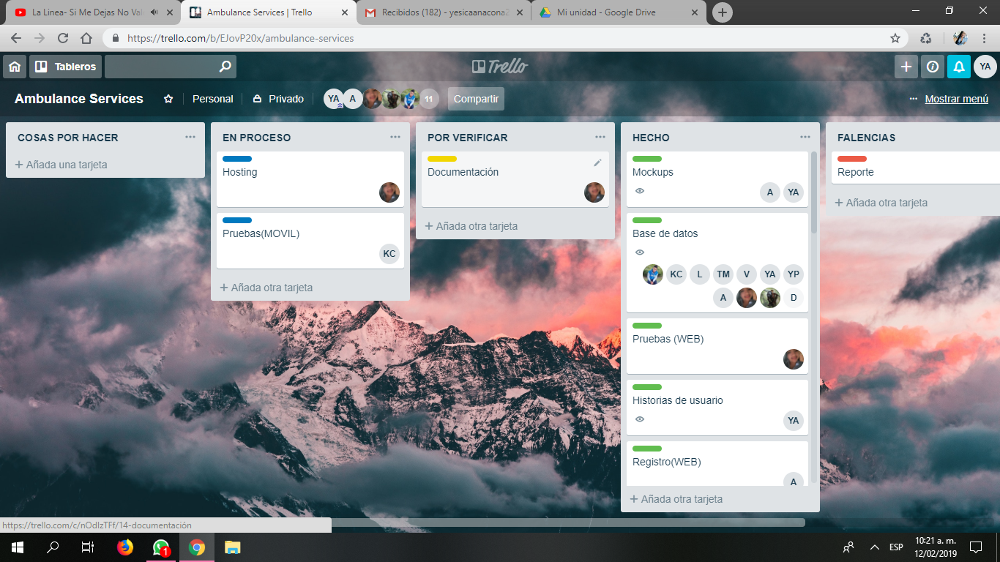 La Linea- Si Me Dejas No Val
Ambulance Services | Trello
Recibidos (182) - yesicaanacona2
Mi unidad - Google Drive
https://trello.com/b/EJovP20x/ambulance-services
Tableros
Trello
YA
Ambulance Services
Personal
Privado
YA
A
11
Compartir
Mostrar menú
COSAS POR HACER
Añada una tarjeta
EN PROCESO
Hosting
Pruebas(MOVIL)
KC
Añada otra tarjeta
POR VERIFICAR
Documentación
Añada otra tarjeta
HECHO
Mockups
A YA
Base de datos
KC L TM V YA YP
A D
Pruebas (WEB)
Historias de usuario
YA
Registro(WEB)
A
Añada otra tarjeta
FALENCIAS
Reporte
Añada otra tarjeta
https://trello.com/c/nOdIzTFf/14-documentación
1
ESP
10:21 a. m.
12/02/2019